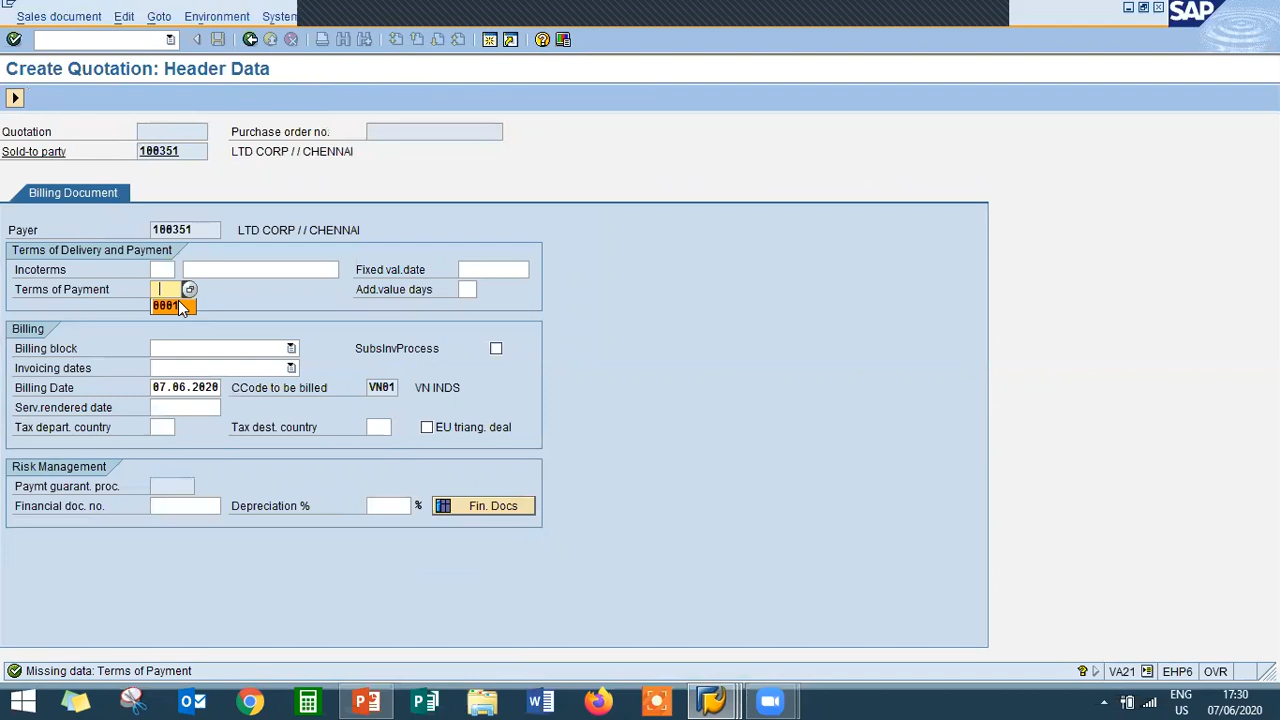 Sales document Edit Goto Environment System
SAP
Create Quotation: Header Data
Quotation Purchase order no.
Sold-to party 100351 LTD CORP / / CHENNAI
Billing Document
Payer 100351 LTD CORP / / CHENNAI
Terms of Delivery and Payment
Incoterms Fixed val.date
Terms of Payment Add.value days
0001
Billing
Billing block SubsInvProcess
Invoicing dates
Billing Date 07.06.2020 CCode to be billed VN01 VN INDS
Serv.rendered date
Tax depart. country Tax dest. country EU triang. deal
Risk Management
Paymt guarant. proc.
Financial doc. no. Depreciation % % Fin. Docs
Missing data: Terms of Payment VA21 EHP6 OVR
ENG 17:30
US 07/06/2020